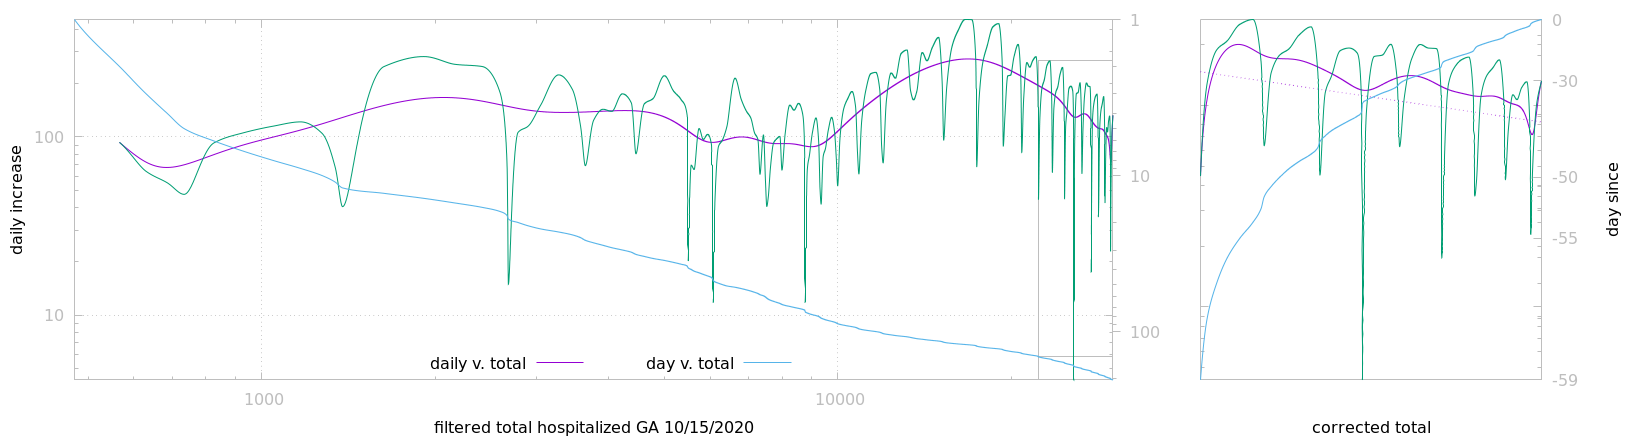 daily increase
100
10
1000
10000
1
10
100
daily v. total
day v. total
filtered total hospitalized GA 10/15/2020
0
-30
-50
-55
-59
day since
corrected total